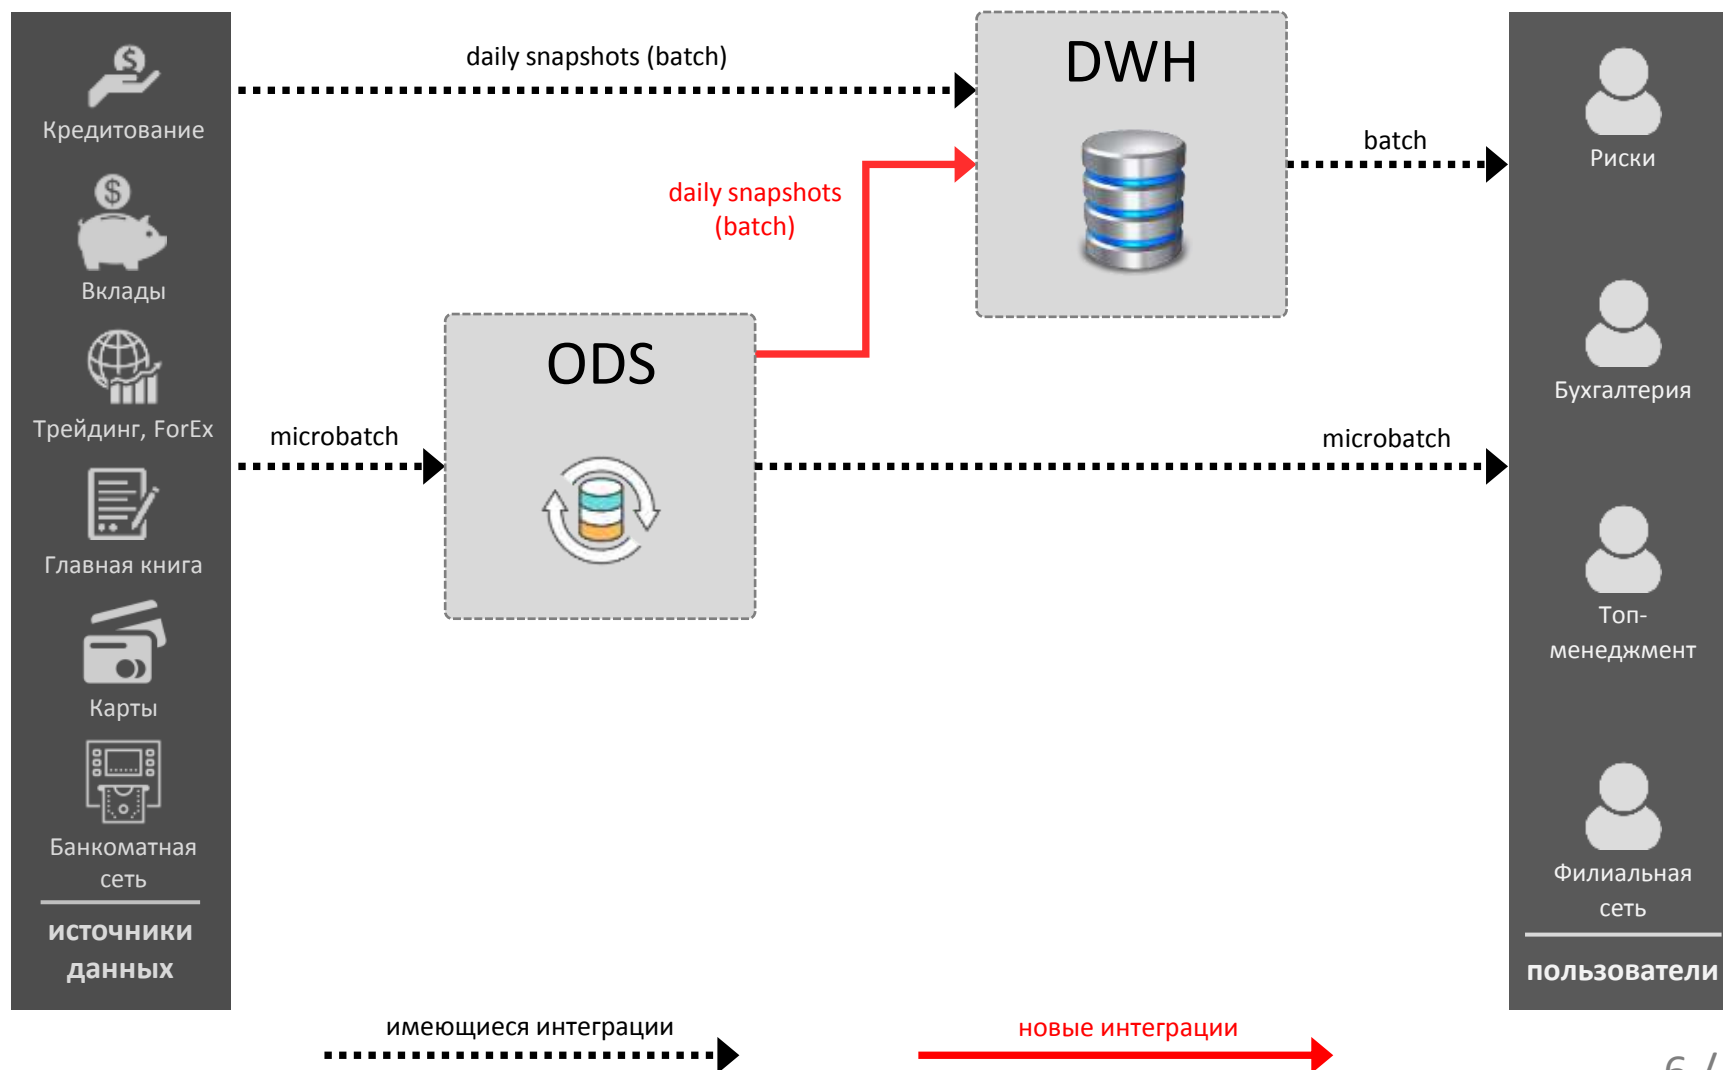 Кредитование
Вклады
Трейдинг, ForEx
Главная книга
Карты
Банкоматная
сеть
источники
данных
daily snapshots (batch)
DWH
daily snapshots
(batch)
batch
ODS
microbatch
microbatch
Риски
Бухгалтерия
Топ-
менеджмент
Филиальная
сеть
пользователи
имеющиеся интеграции
новые интеграции